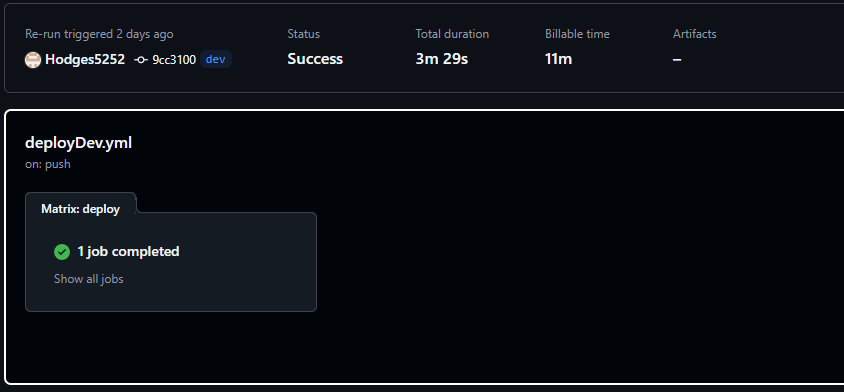 Re-run triggered 2 days ago
Hodges5252 9cc3100 dev
Status
Success
Total duration
3m 29s
Billable time
11m
Artifacts
–
deployDev.yml
on: push
Matrix: deploy
1 job completed
Show all jobs